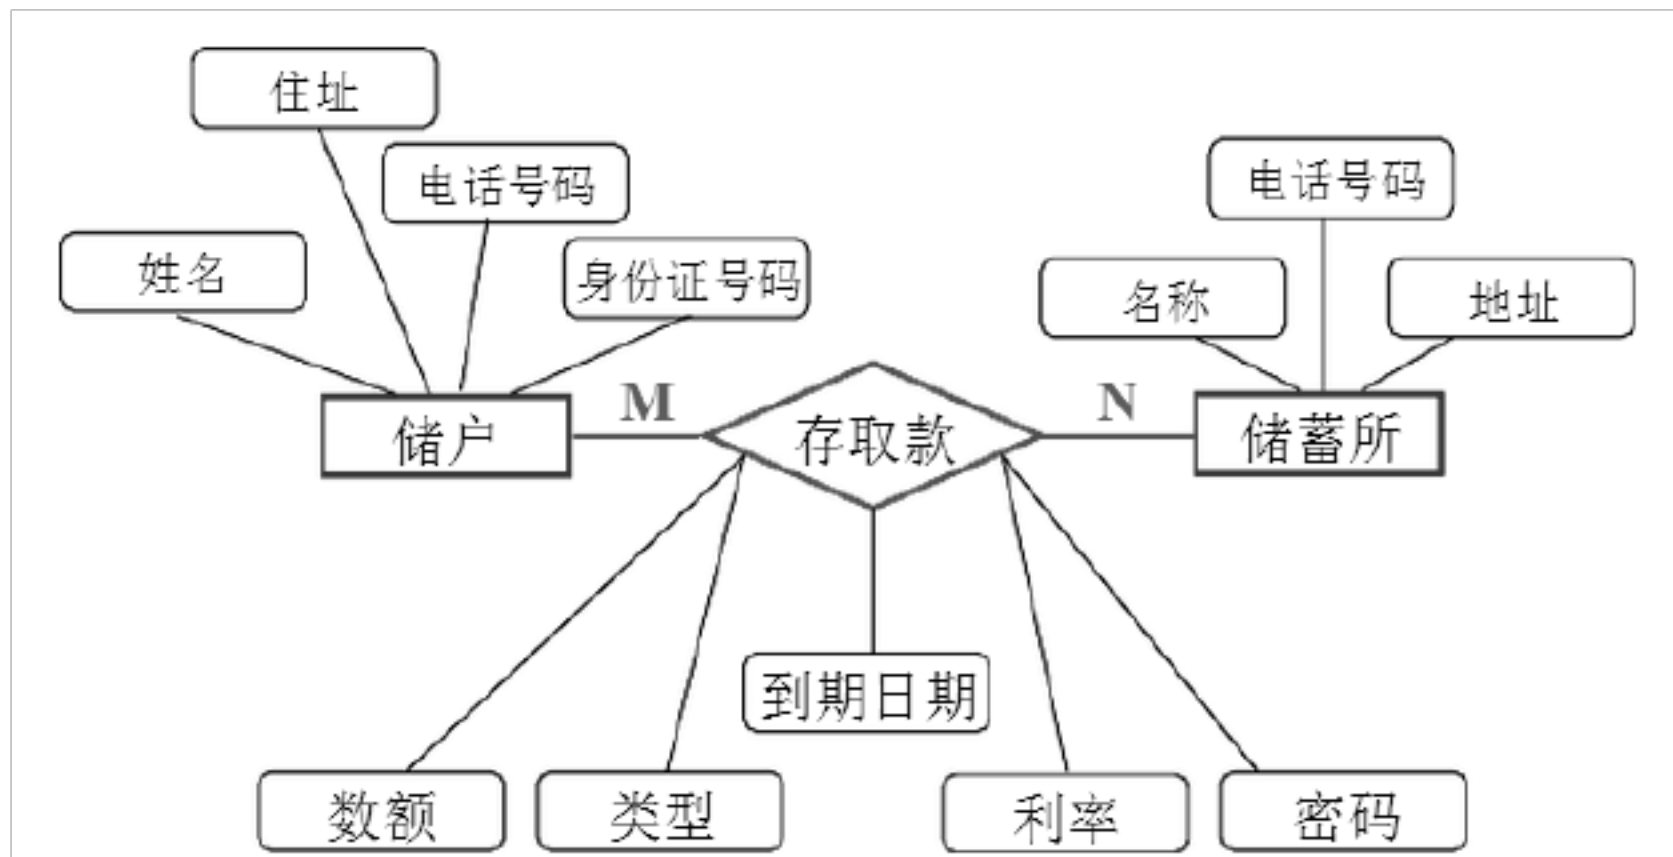 住址
电话号码
电话号码
姓名
身份证号码
名称
地址
储户
M
存取款
N
储蓄所
到期日期
数额
类型
利率
密码